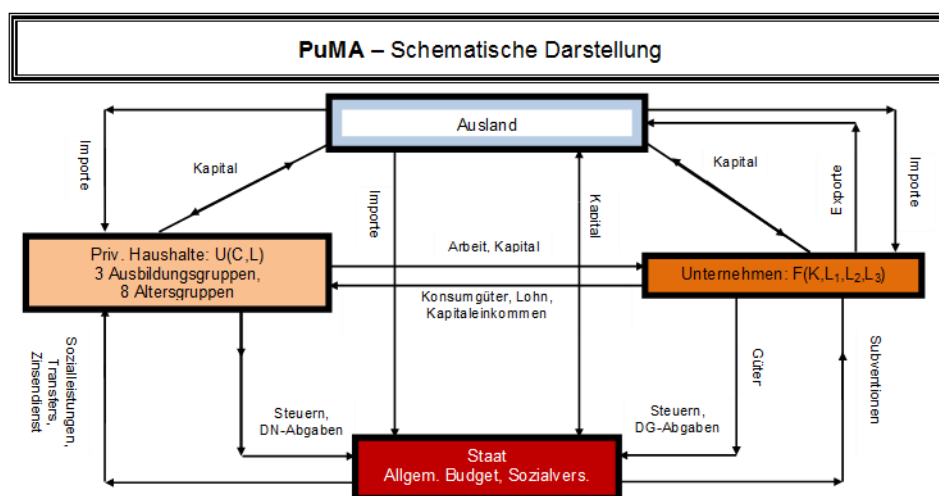 PuMA – Schematische Darstellung
Ausland
Importe
Kapital
Importe
Kapital
Kapital
Exporte
Importe
Priv. Haushalte: U(C,L)
3 Ausbildungsgruppen,
8 Altersgruppen
Arbeit, Kapital
Konsumgüter, Lohn,
Kapitaleinkommen
Unternehmen: F(K,L₁,L₂,L₃)
Sozialleistungen,
Transfers,
Zinsendienst
Steuern,
DN-Abgaben
Steuern,
DG-Abgaben
Güter
Subventionen
Staat
Allgem. Budget, Sozialvers.